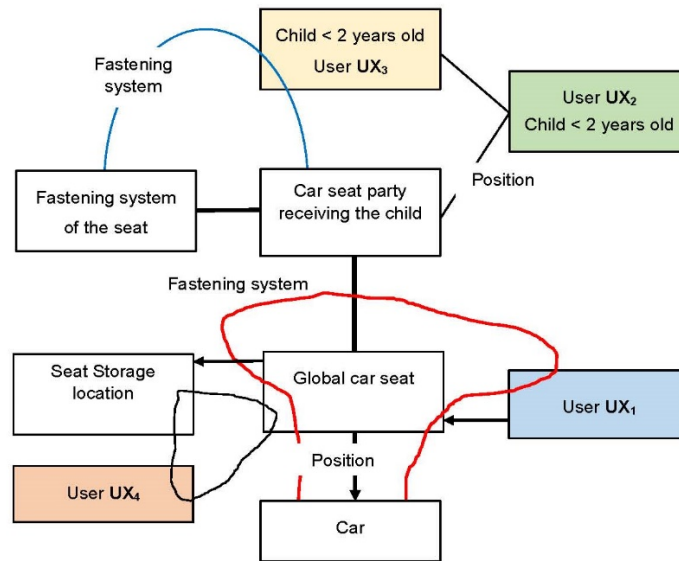 Child < 2 years old
User UX₃
Fastening
system
User UX₂
Child < 2 years old
Position
Fastening system
of the seat
Car seat party
receiving the child
Fastening system
Seat Storage
location
Global car seat
User UX₁
Position
User UX₄
Car